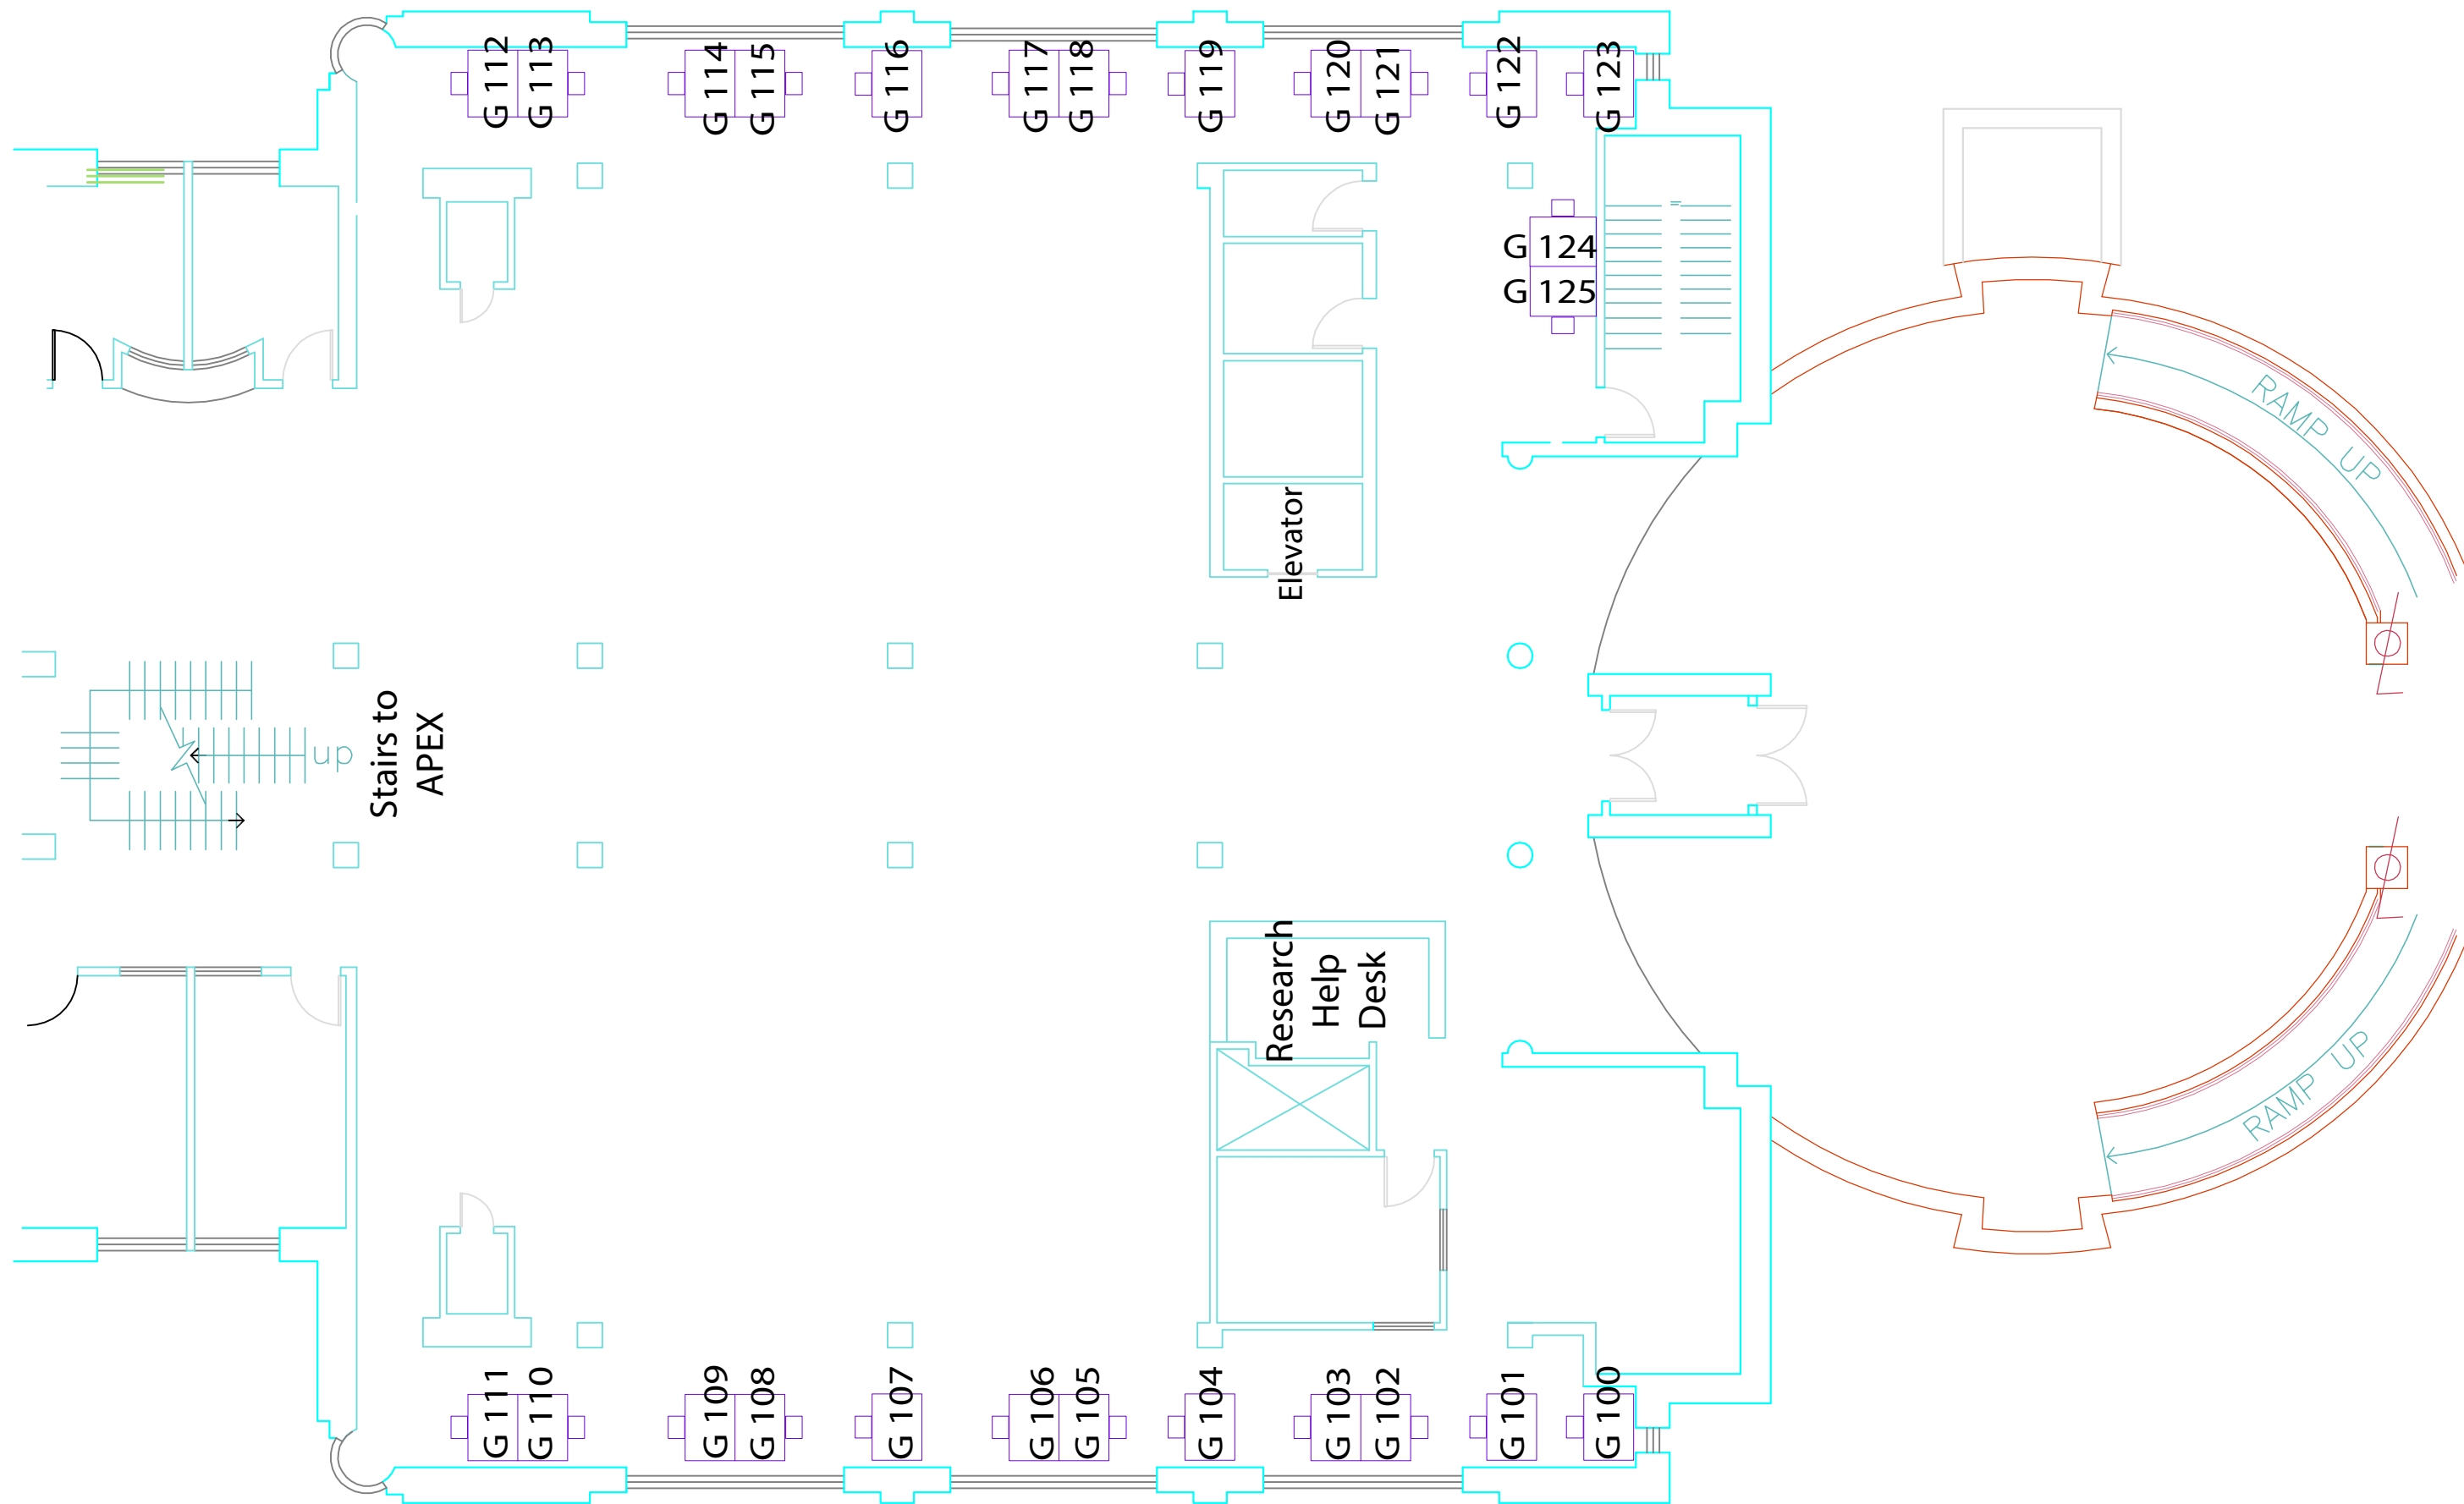 G 112
G 113
G 114
G 115
G 116
G 117
G 118
G 119
G 120
G 121
G 122
G 123
G 124
G 125
RAMP UP
Elevator
up
Stairs to
APEX
Research
Help
Desk
RAMP UP
G 111
G 110
G 109
G 108
G 107
G 106
G 105
G 104
G 103
G 102
G 101
G 100